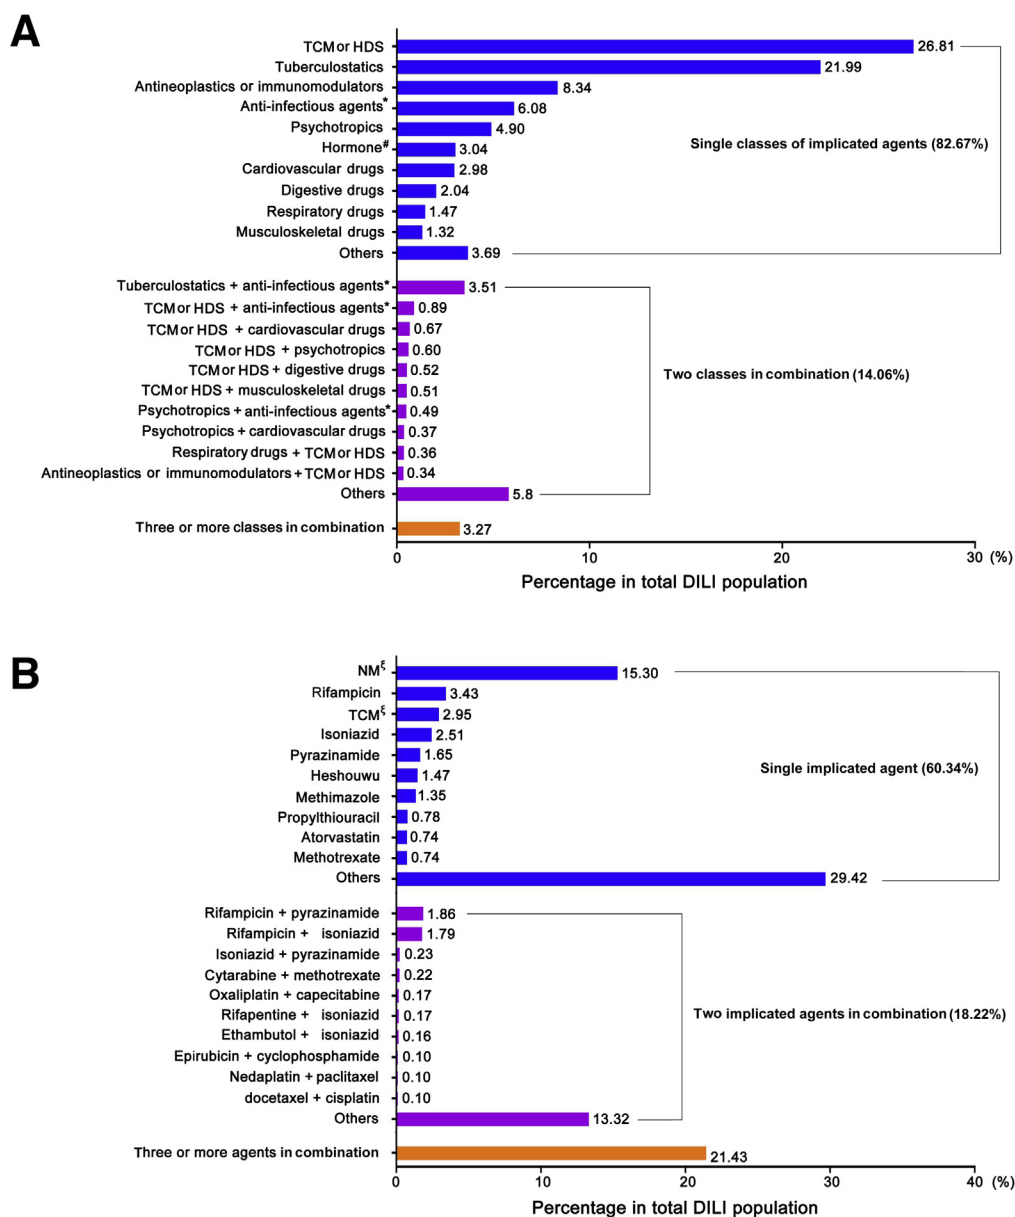 A
TCM or HDS 26.81
Tuberculostatics 21.99
Antineoplastics or immunomodulators 8.34
Anti-infectious agents* 6.08
Psychotropics 4.90
Single classes of implicated agents (82.67%)
Hormone# 3.04
Cardiovascular drugs 2.98
Digestive drugs 2.04
Respiratory drugs 1.47
Musculoskeletal drugs 1.32
Others 3.69
Tuberculostatics + anti-infectious agents* 3.51
TCM or HDS + anti-infectious agents* 0.89
TCM or HDS + cardiovascular drugs 0.67
TCM or HDS + psychotropics 0.60
TCM or HDS + digestive drugs 0.52
Two classes in combination (14.06%)
TCM or HDS + musculoskeletal drugs 0.51
Psychotropics + anti-infectious agents* 0.49
Psychotropics + cardiovascular drugs 0.37
Respiratory drugs + TCM or HDS 0.36
Antineoplastics or immunomodulators + TCM or HDS 0.34
Others 5.8
Three or more classes in combination 3.27
0 10 20 30 (%)
Percentage in total DILI population
B
NMξ 15.30
Rifampicin 3.43
TCMξ 2.95
Isoniazid 2.51
Pyrazinamide 1.65
Single implicated agent (60.34%)
Heshouwu 1.47
Methimazole 1.35
Propylthiouracil 0.78
Atorvastatin 0.74
Methotrexate 0.74
Others 29.42
Rifampicin + pyrazinamide 1.86
Rifampicin + isoniazid 1.79
Isoniazid + pyrazinamide 0.23
Cytarabine + methotrexate 0.22
Oxaliplatin + capecitabine 0.17
Rifapentine + isoniazid 0.17
Two implicated agents in combination (18.22%)
Ethambutol + isoniazid 0.16
Epirubicin + cyclophosphamide 0.10
Nedaplatin + paclitaxel 0.10
docetaxel + cisplatin 0.10
Others 13.32
Three or more agents in combination 21.43
0 10 20 30 40 (%)
Percentage in total DILI population